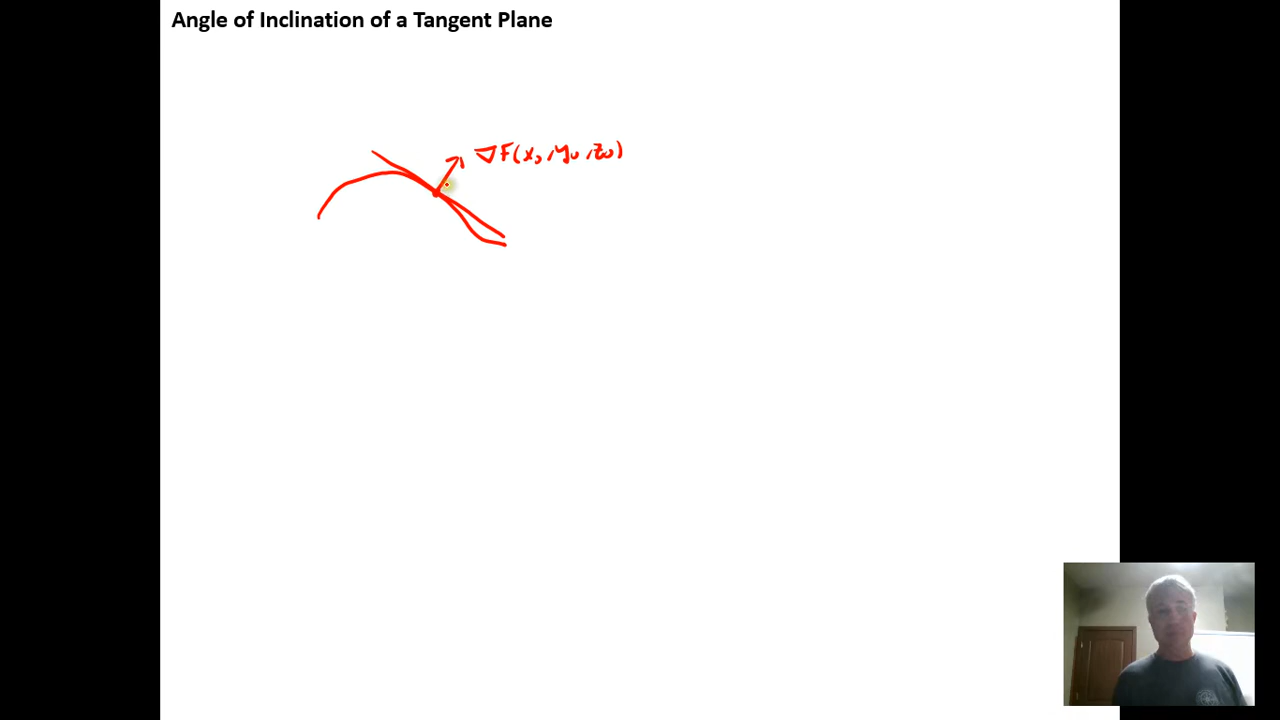 Angle of Inclination of a Tangent Plane
∇F(x₀,y₀,z₀)